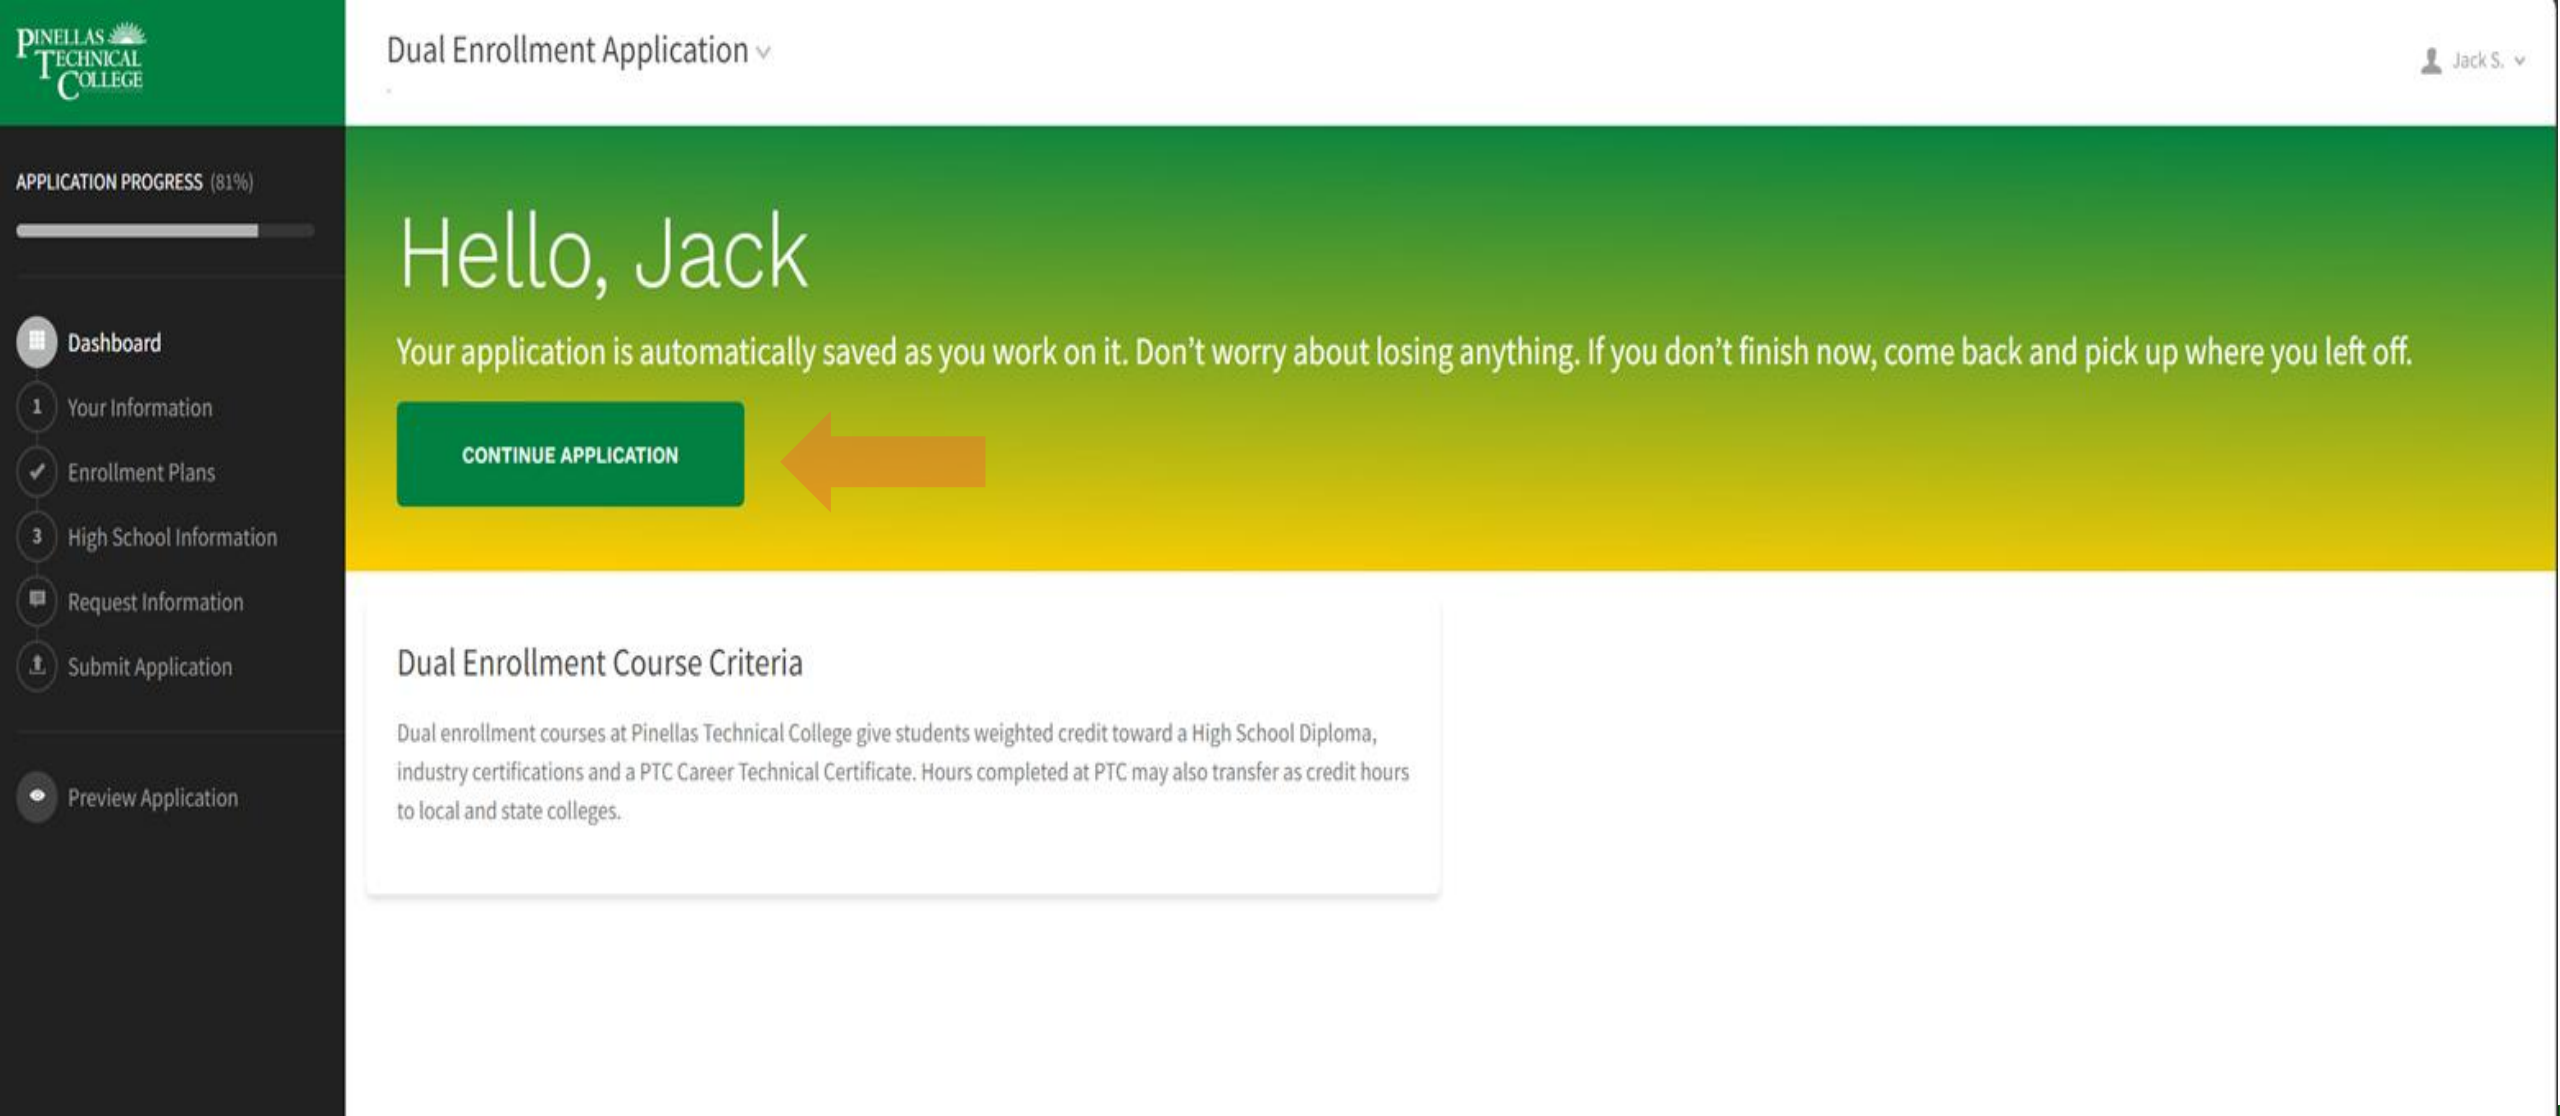 PINELLAS
TECHNICAL
COLLEGE
Dual Enrollment Application
Jack S.
APPLICATION PROGRESS (81%)
Dashboard
1 Your Information
Enrollment Plans
3 High School Information
Request Information
Submit Application
Preview Application
Hello, Jack
Your application is automatically saved as you work on it. Don't worry about losing anything. If you don't finish now, come back and pick up where you left off.
CONTINUE APPLICATION
Dual Enrollment Course Criteria
Dual enrollment courses at Pinellas Technical College give students weighted credit toward a High School Diploma,
industry certifications and a PTC Career Technical Certificate. Hours completed at PTC may also transfer as credit hours
to local and state colleges.